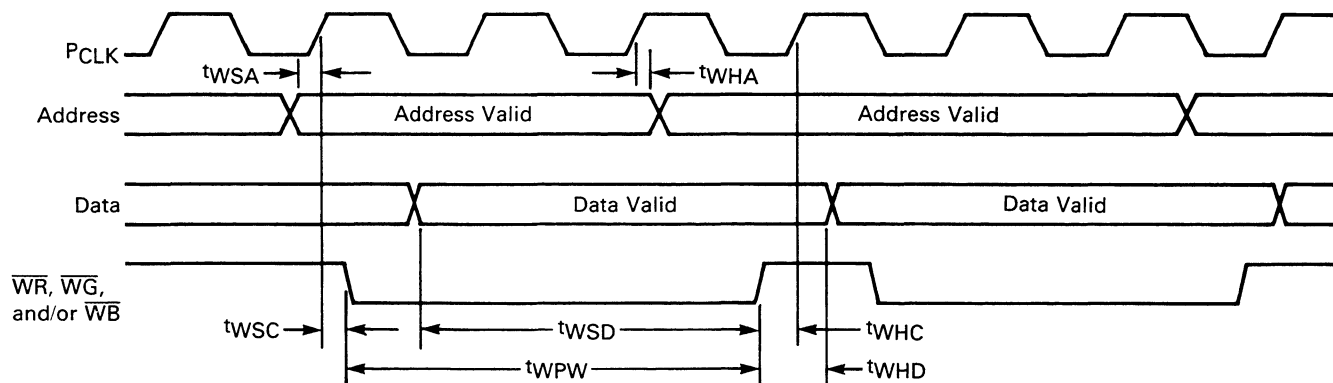 PCLK
tWSA
tWHA
Address
Address Valid
Address Valid
Data
Data Valid
Data Valid
WR, WG,
and/or WB
tWSC
tWSD
tWHC
tWPW
tWHD